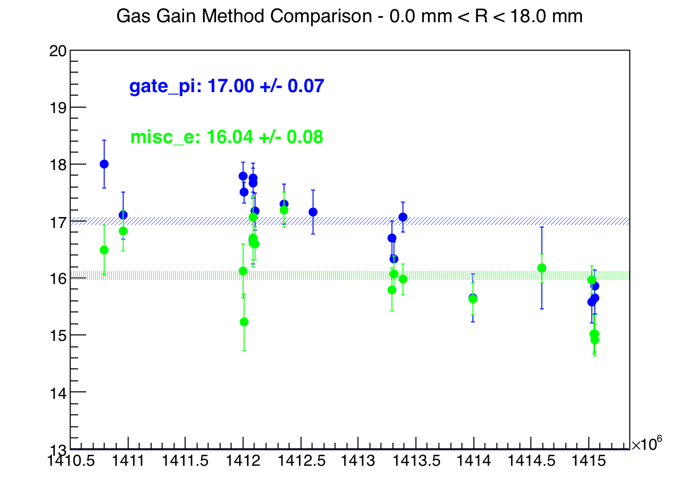 Gas Gain Method Comparison - 0.0 mm < R < 18.0 mm
20
gate_pi: 17.00 +/- 0.07
19
misc_e: 16.04 +/- 0.08
18
17
16
15
14
13
×10⁶
1410.5 1411 1411.5 1412 1412.5 1413 1413.5 1414 1414.5 1415